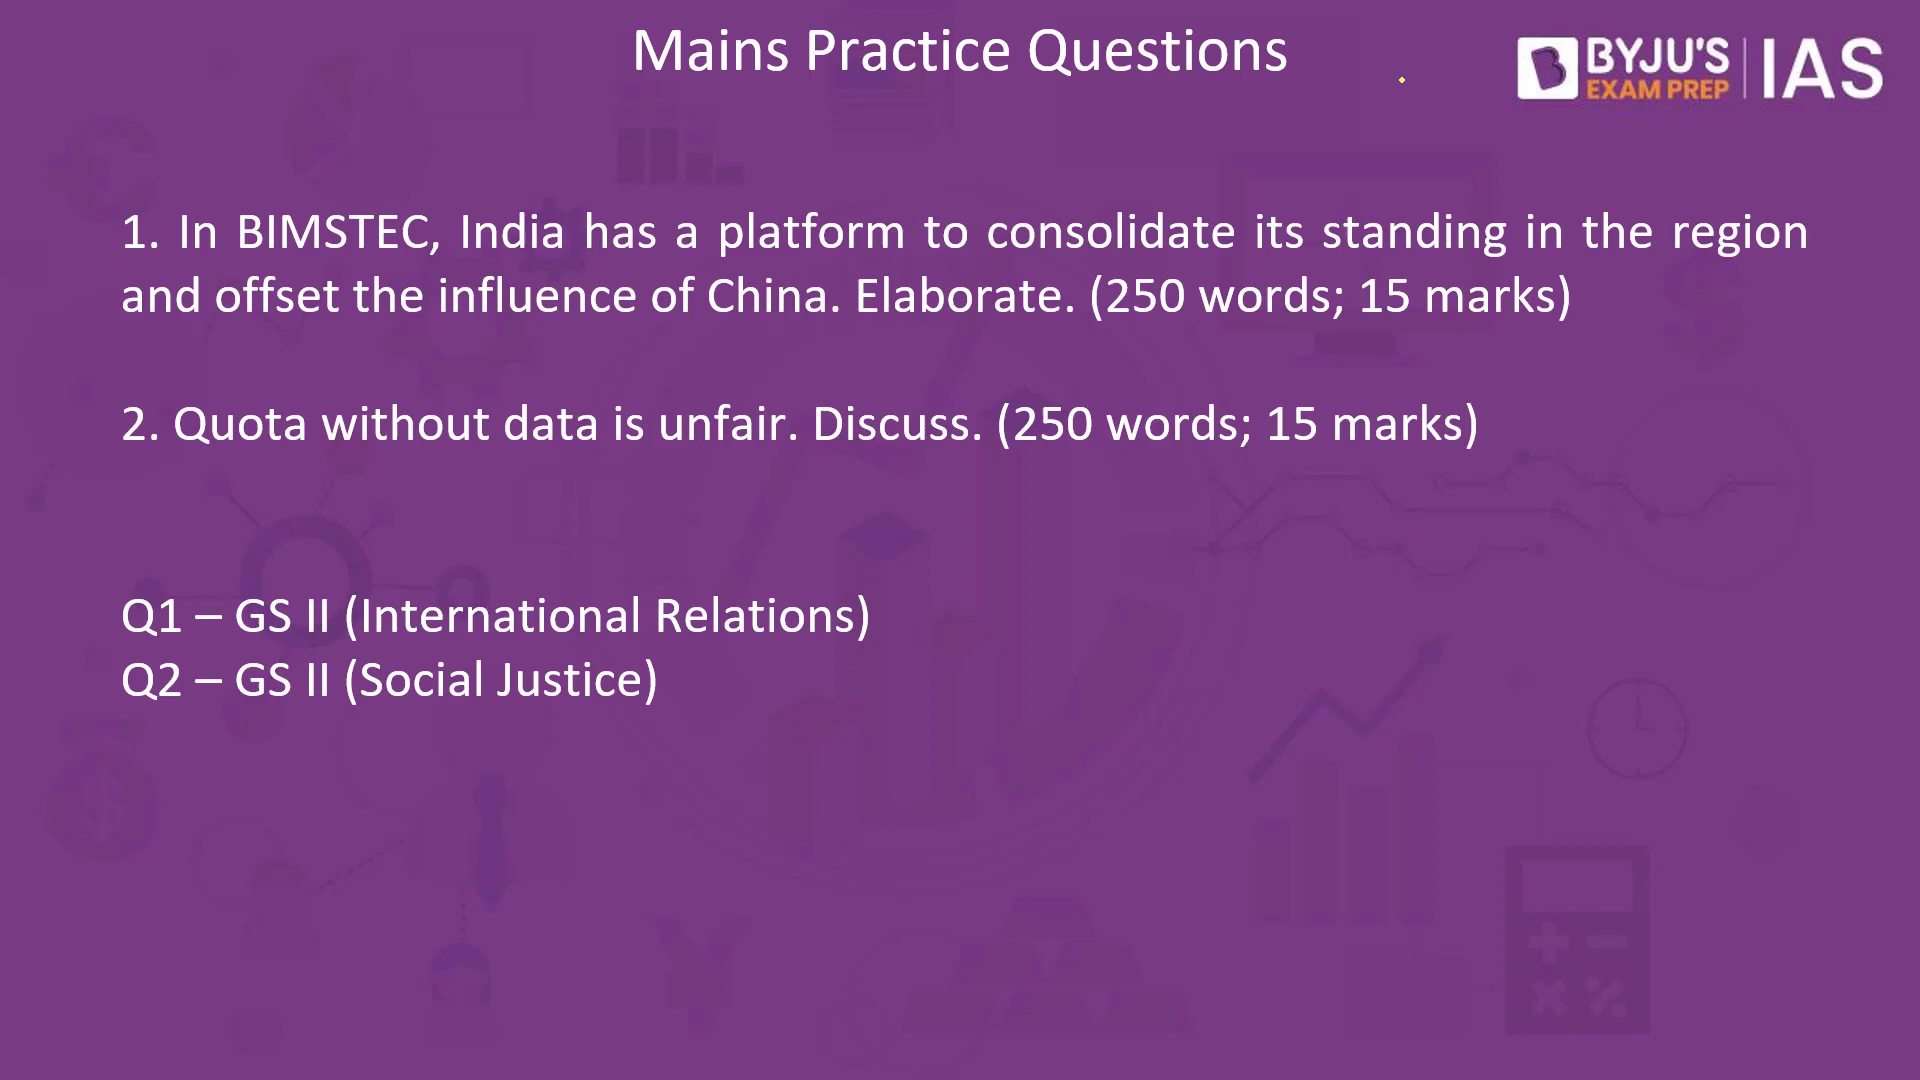 Mains Practice Questions
BYJU'S
EXAM PREP
IAS
1. In BIMSTEC, India has a platform to consolidate its standing in the region
and offset the influence of China. Elaborate. (250 words; 15 marks)
2. Quota without data is unfair. Discuss. (250 words; 15 marks)
Q1 – GS II (International Relations)
Q2 – GS II (Social Justice)